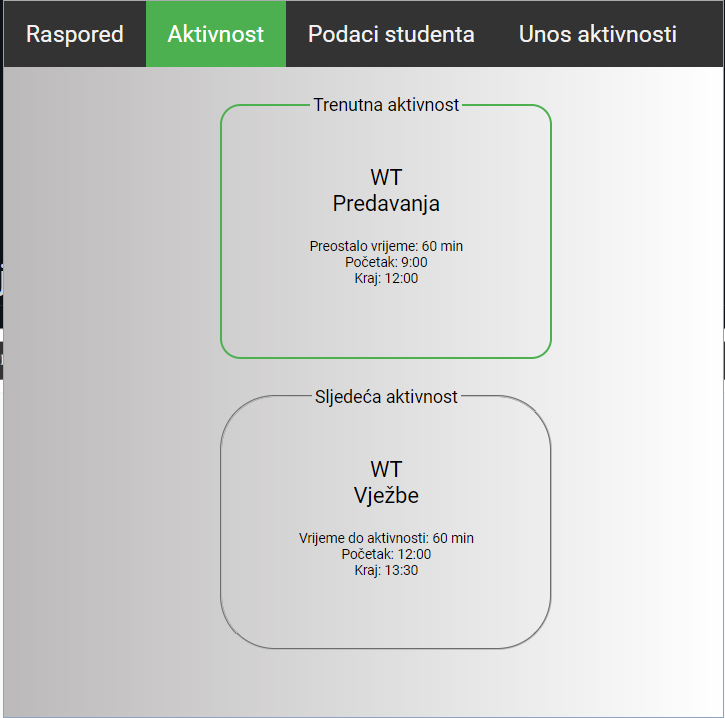 Raspored Aktivnost Podaci studenta Unos aktivnosti
Trenutna aktivnost
WT
Predavanja
Preostalo vrijeme: 60 min
Početak: 9:00
Kraj: 12:00
Sljedeća aktivnost
WT
Vježbe
Vrijeme do aktivnosti: 60 min
Početak: 12:00
Kraj: 13:30